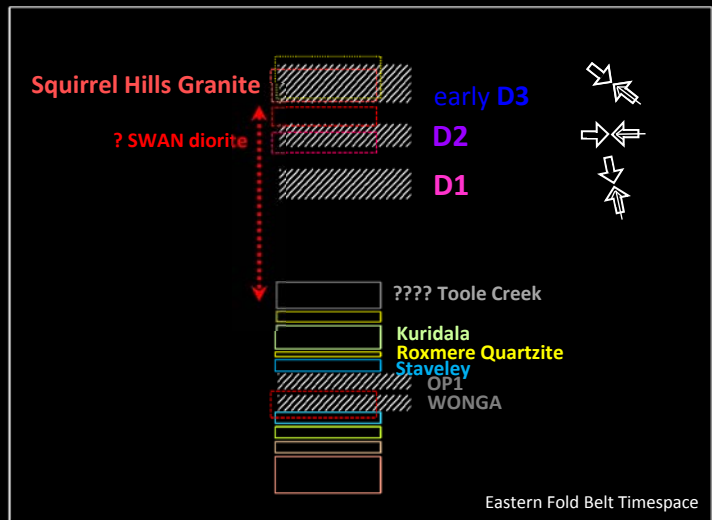 Squirrel Hills Granite
early D3
? SWAN diorite
D2
D1
???? Toole Creek
Kuridala
Roxmere Quartzite
Staveley
OP1
WONGA
Eastern Fold Belt Timespace